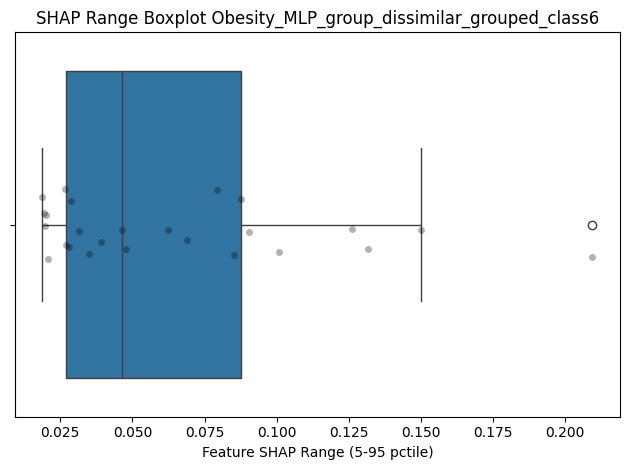 SHAP Range Boxplot Obesity_MLP_group_dissimilar_grouped_class6
0.025 0.050 0.075 0.100 0.125 0.150 0.175 0.200
Feature SHAP Range (5-95 pctile)